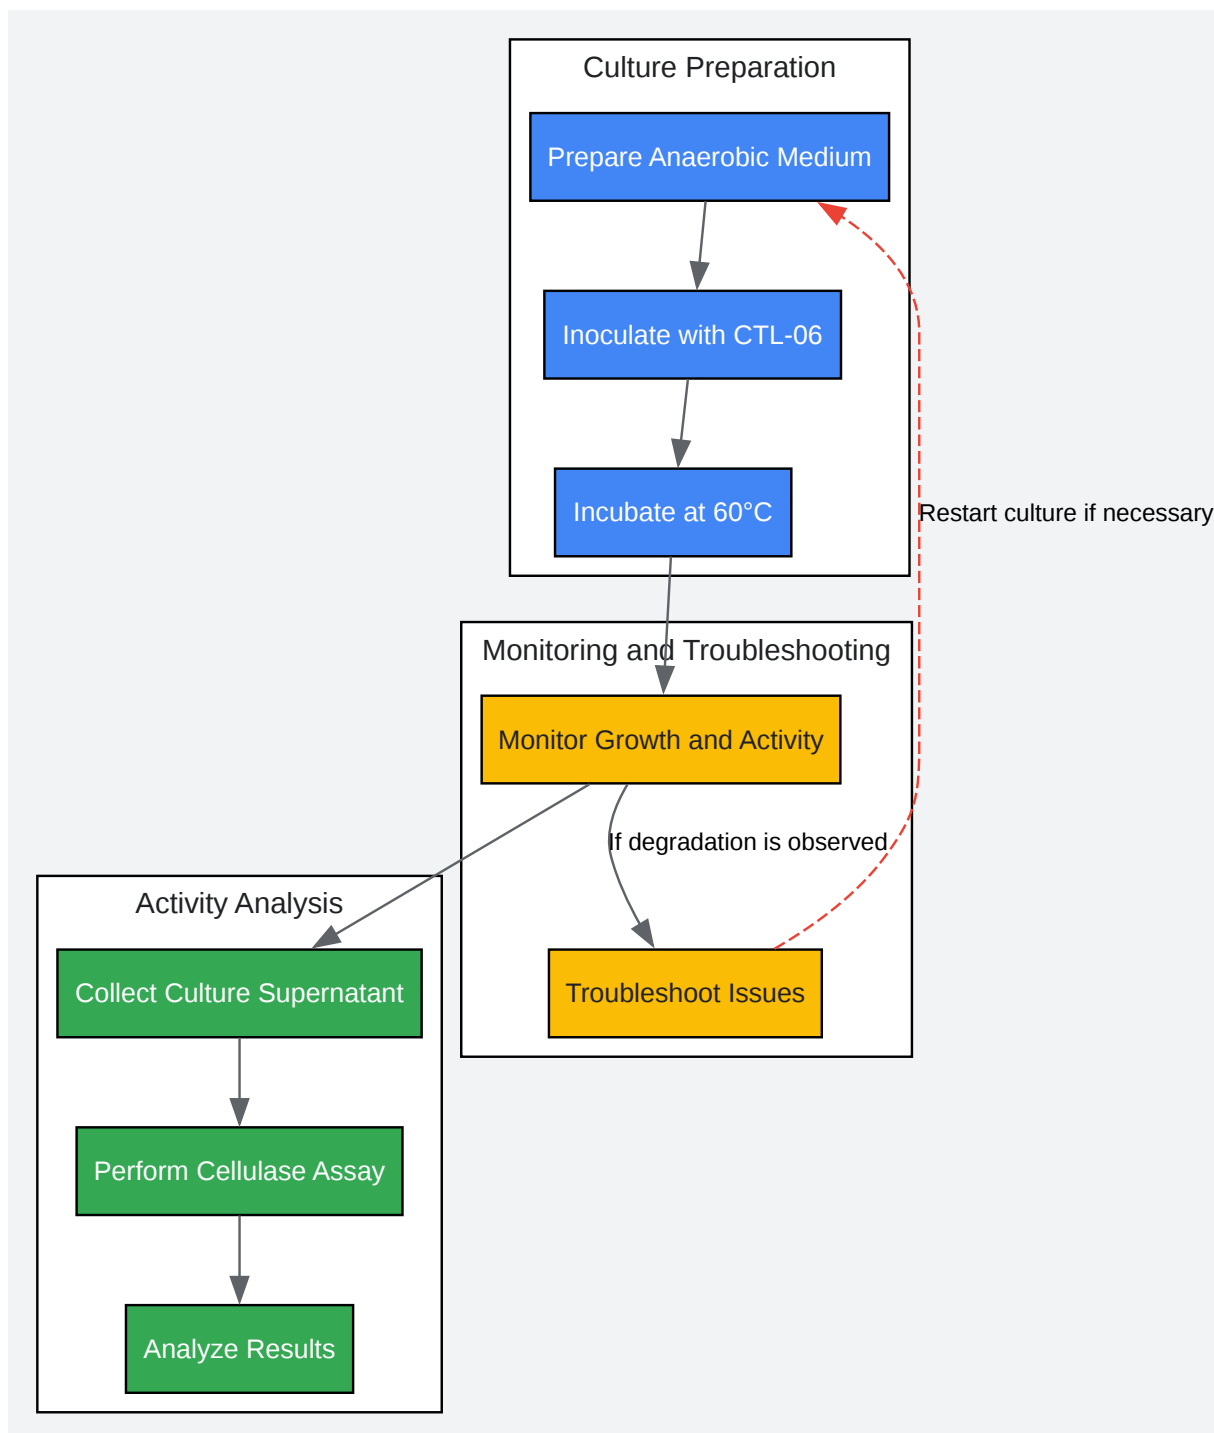 Culture Preparation
Prepare Anaerobic Medium
Inoculate with CTL-06
Incubate at 60°C
Restart culture if necessary
Monitoring and Troubleshooting
Monitor Growth and Activity
If degradation is observed
Troubleshoot Issues
Activity Analysis
Collect Culture Supernatant
Perform Cellulase Assay
Analyze Results